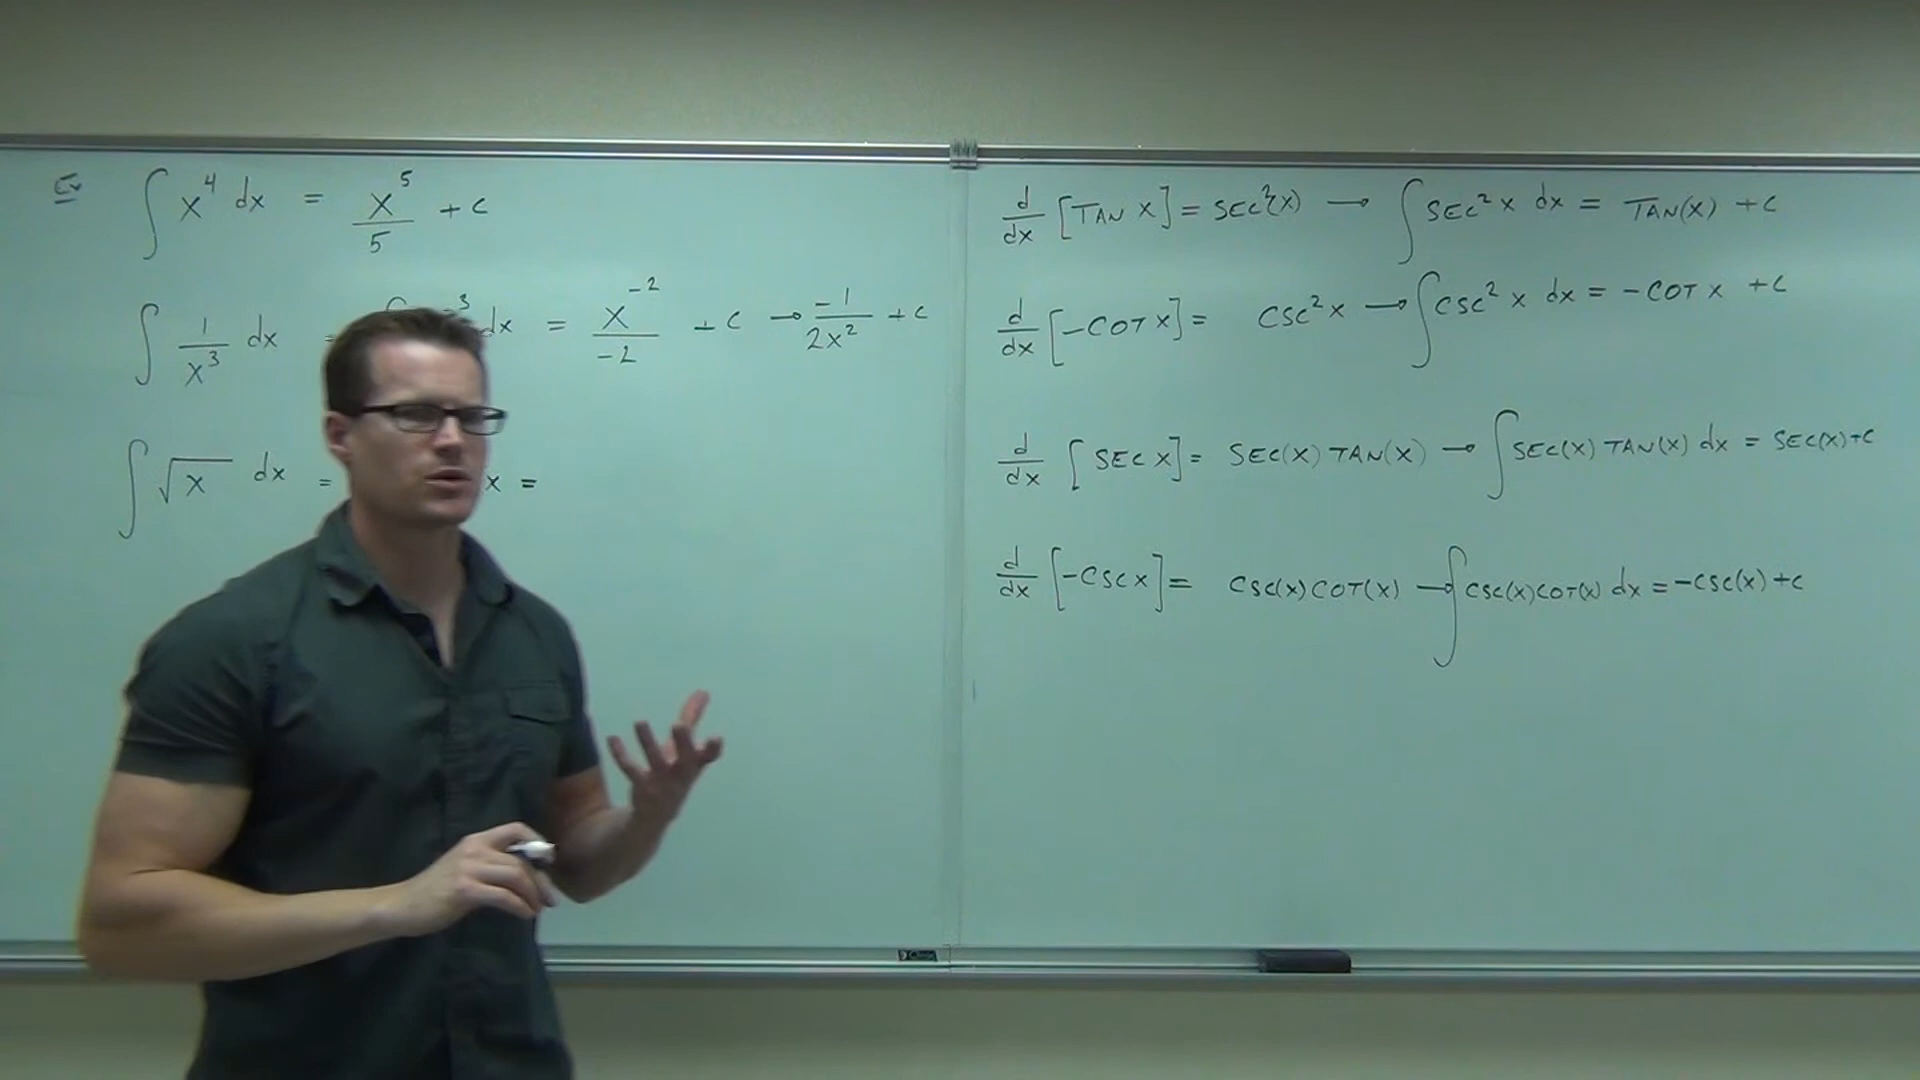 Ex ∫ x⁴ dx = x⁵/5 + C
∫ 1/x³ dx = ³ dx = x⁻²/-2 + C → -1/2x² + C
∫ √x dx = x =
d/dx [TAN x] = SEC²(x) → ∫ SEC² x dx = TAN(x) + C
d/dx [-COT x] = CSC² x → ∫ CSC² x dx = -COT x + C
d/dx [SEC x] = SEC(x) TAN(x) → ∫ SEC(x) TAN(x) dx = SEC(x)+C
d/dx [-CSC x] = CSC(x)COT(x) → ∫ CSC(x)COT(x) dx = -CSC(x)+C